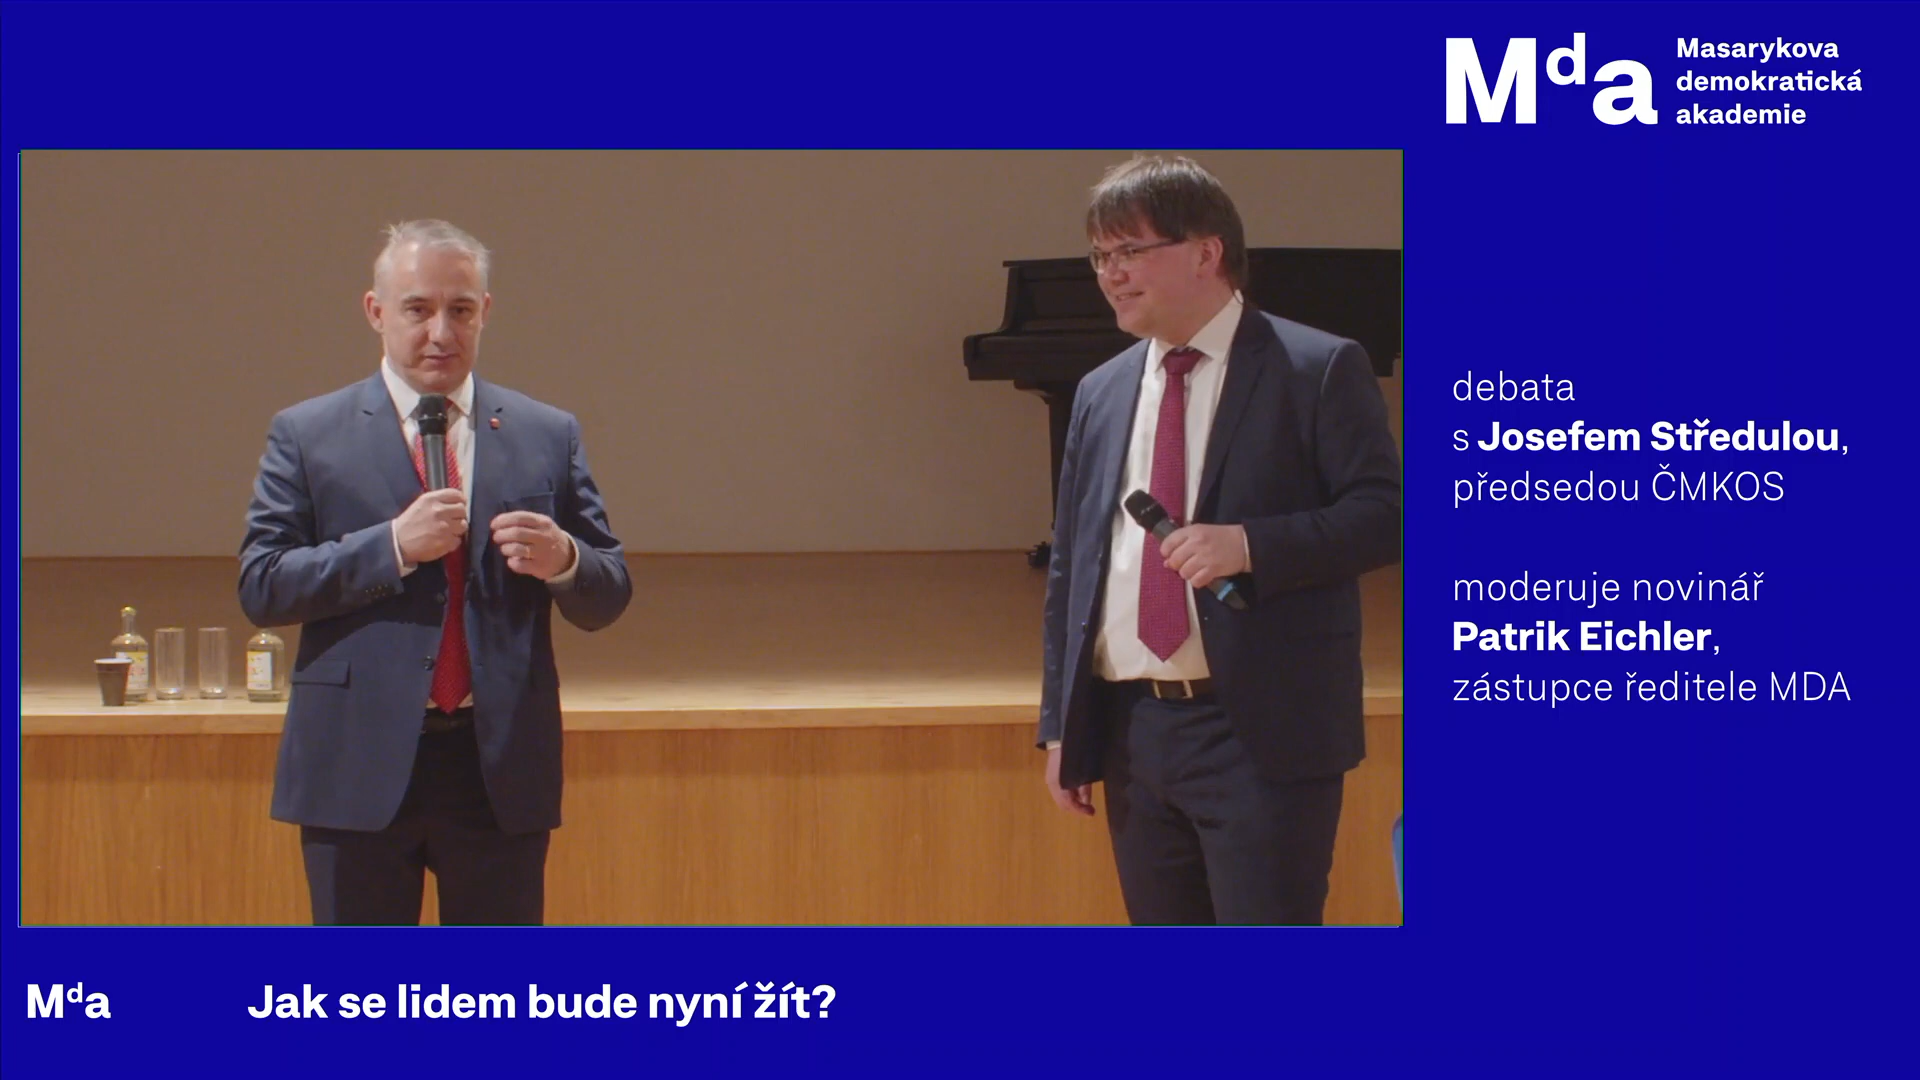 Mda
Masarykova
demokratická
akademie
debata
s Josefem Středulou,
předsedou ČMKOS
moderuje novinář
Patrik Eichler,
zástupce ředitele MDA
Mda
Jak se lidem bude nyní žít?